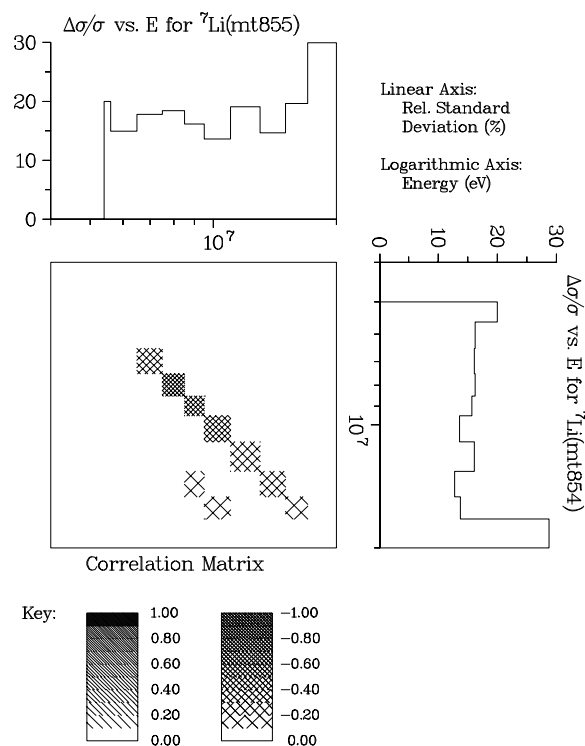 Δσ/σ vs. E for ⁷Li(mt855)
30
20
10
0
10⁷
Linear Axis:
Rel. Standard
Deviation (%)
Logarithmic Axis:
Energy (eV)
0
10
20
30
10⁷
Δσ/σ vs. E for ⁷Li(mt854)
Correlation Matrix
Key:
1.00
0.80
0.60
0.40
0.20
0.00
−1.00
−0.80
−0.60
−0.40
−0.20
0.00